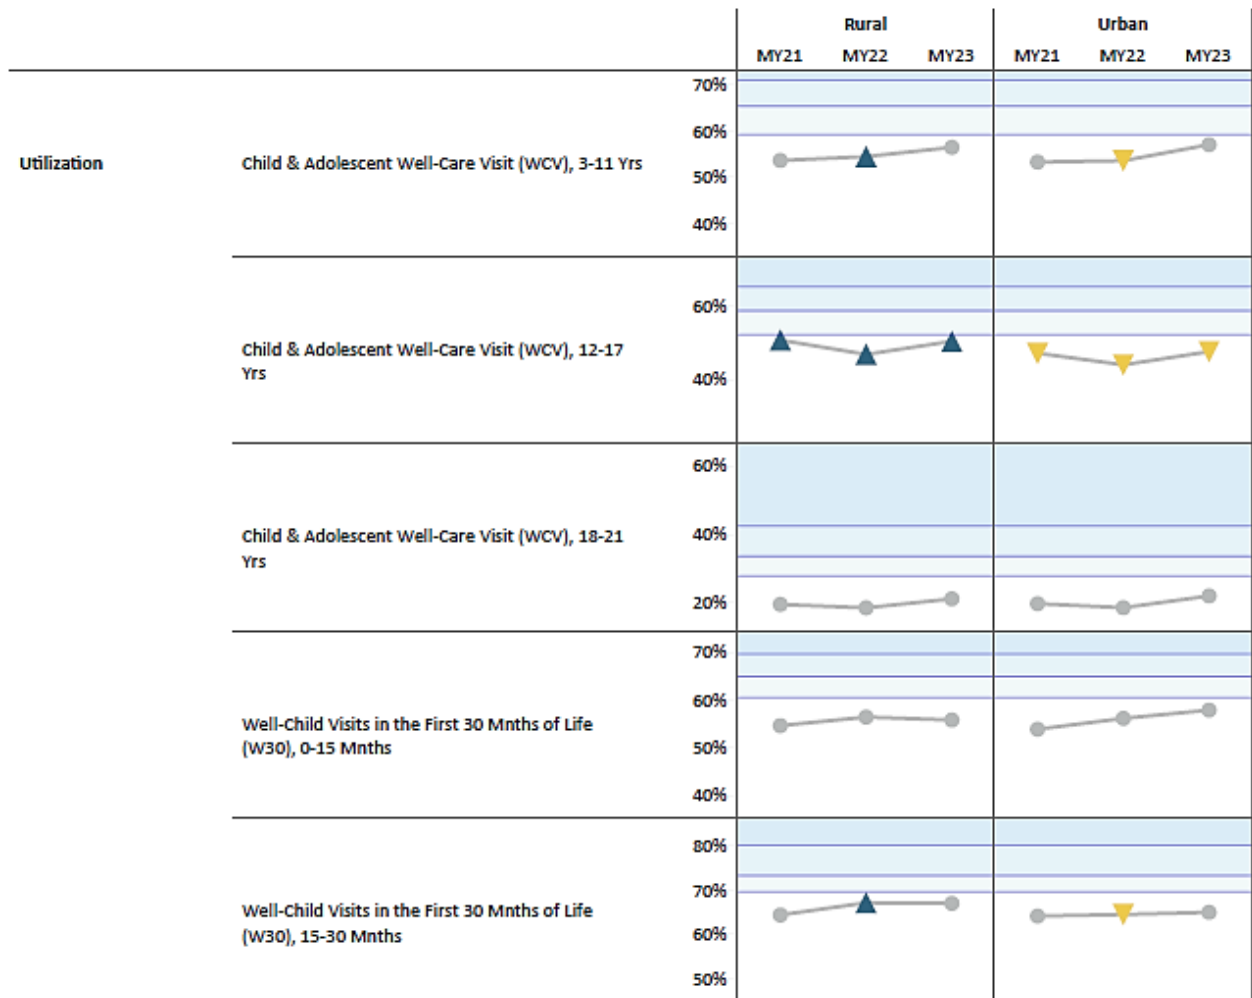 Rural Urban
MY21 MY22 MY23 MY21 MY22 MY23
70%
60%
Utilization Child & Adolescent Well-Care Visit (WCV), 3-11 Yrs
50%
40%
60%
Child & Adolescent Well-Care Visit (WCV), 12-17
Yrs
40%
60%
40%
Child & Adolescent Well-Care Visit (WCV), 18-21
Yrs
20%
70%
60%
Well-Child Visits in the First 30 Mnths of Life
(W30), 0-15 Mnths
50%
40%
80%
70%
Well-Child Visits in the First 30 Mnths of Life
(W30), 15-30 Mnths
60%
50%